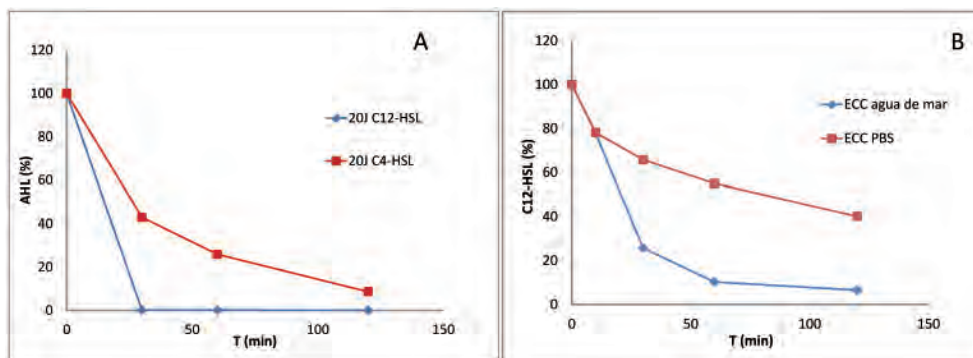 A
AHL (%)
120
100
80
60
40
20
0
20J C12-HSL
20J C4-HSL
0 50 100 150
T (min)
B
C12-HSL (%)
120
100
80
60
40
20
0
ECC agua de mar
ECC PBS
0 50 100 150
T (min)